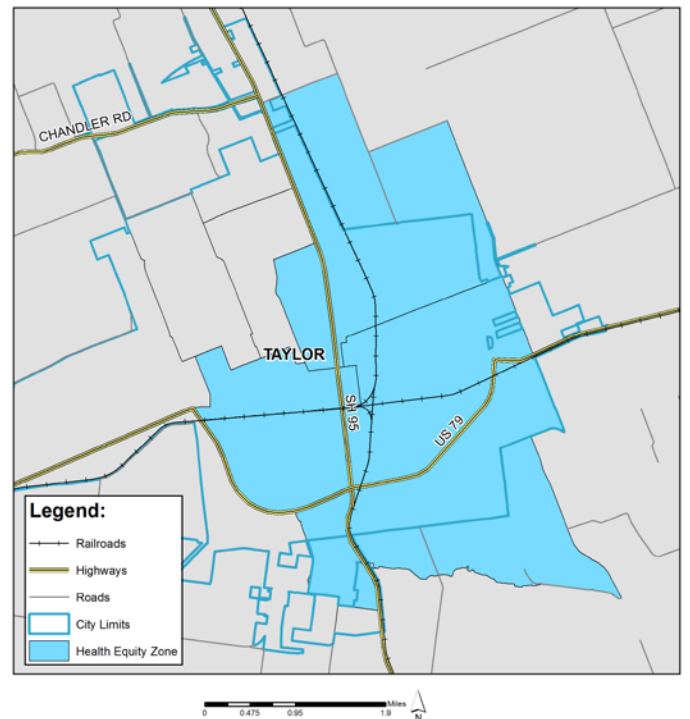 CHANDLER RD
TAYLOR
SH 95
US 79
Legend:
Railroads
Highways
Roads
City Limits
Health Equity Zone
Miles
0 0.475 0.95 1.9
N